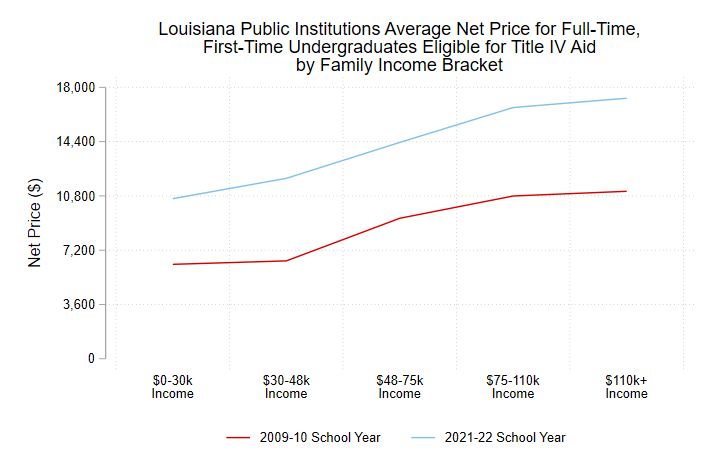 Louisiana Public Institutions Average Net Price for Full-Time,
First-Time Undergraduates Eligible for Title IV Aid
by Family Income Bracket
Net Price ($)
18,000
14,400
10,800
7,200
3,600
0
$0-30k
Income
$30-48k
Income
$48-75k
Income
$75-110k
Income
$110k+
Income
2009-10 School Year
2021-22 School Year